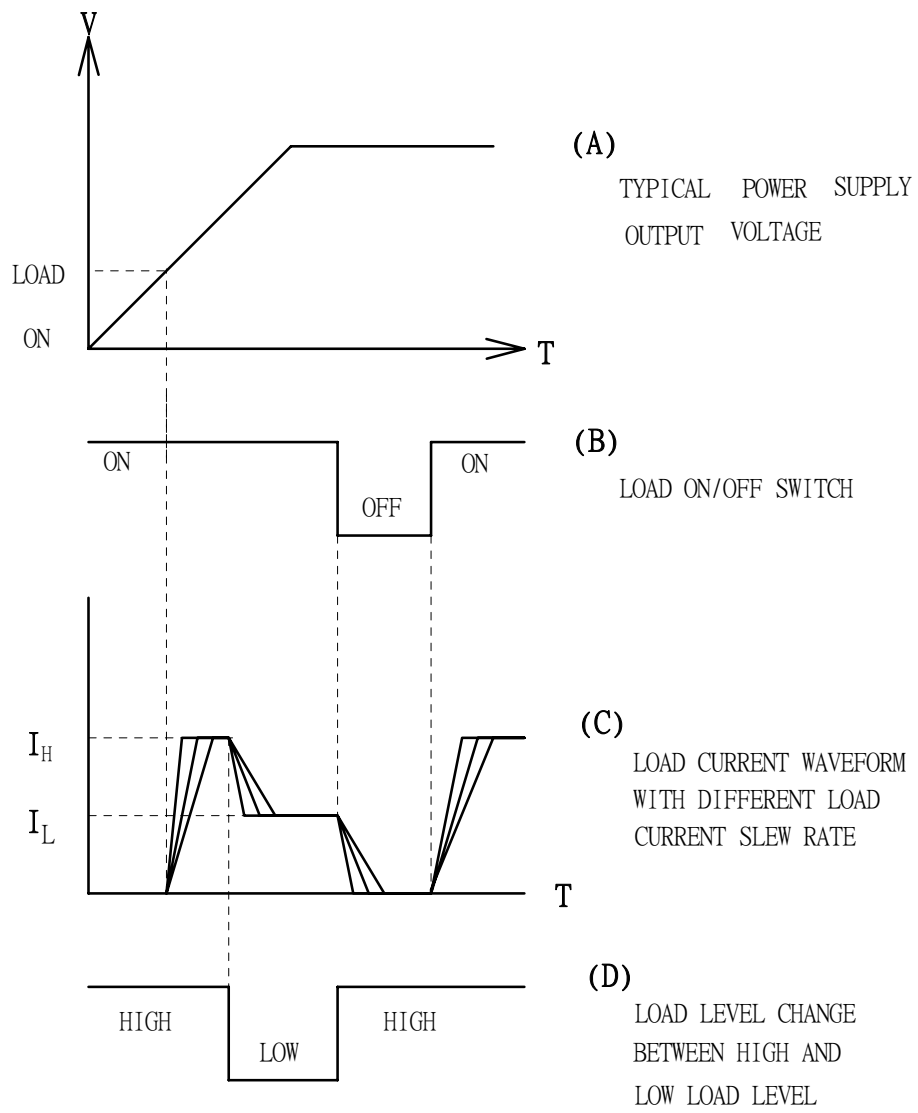 V
(A)
TYPICAL POWER SUPPLY
OUTPUT VOLTAGE
LOAD
ON
T
(B)
ON
ON
OFF
LOAD ON/OFF SWITCH
(C)
I_H
LOAD CURRENT WAVEFORM
WITH DIFFERENT LOAD
I_L
CURRENT SLEW RATE
T
(D)
HIGH
HIGH
LOW
LOAD LEVEL CHANGE
BETWEEN HIGH AND
LOW LOAD LEVEL